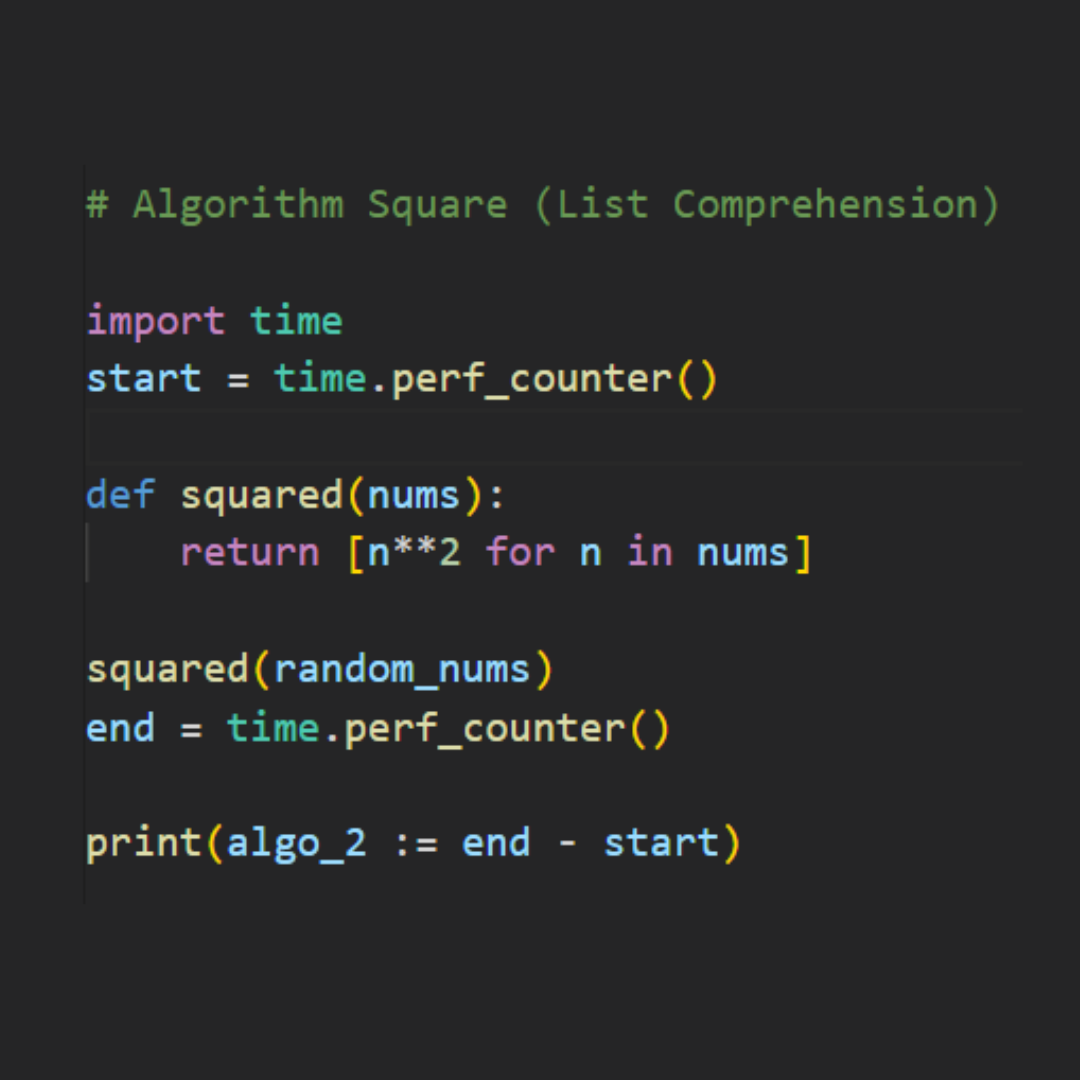 # Algorithm Square (List Comprehension)
import time
start = time.perf_counter()
def squared(nums):
    return [n**2 for n in nums]
squared(random_nums)
end = time.perf_counter()
print(algo_2 := end - start)